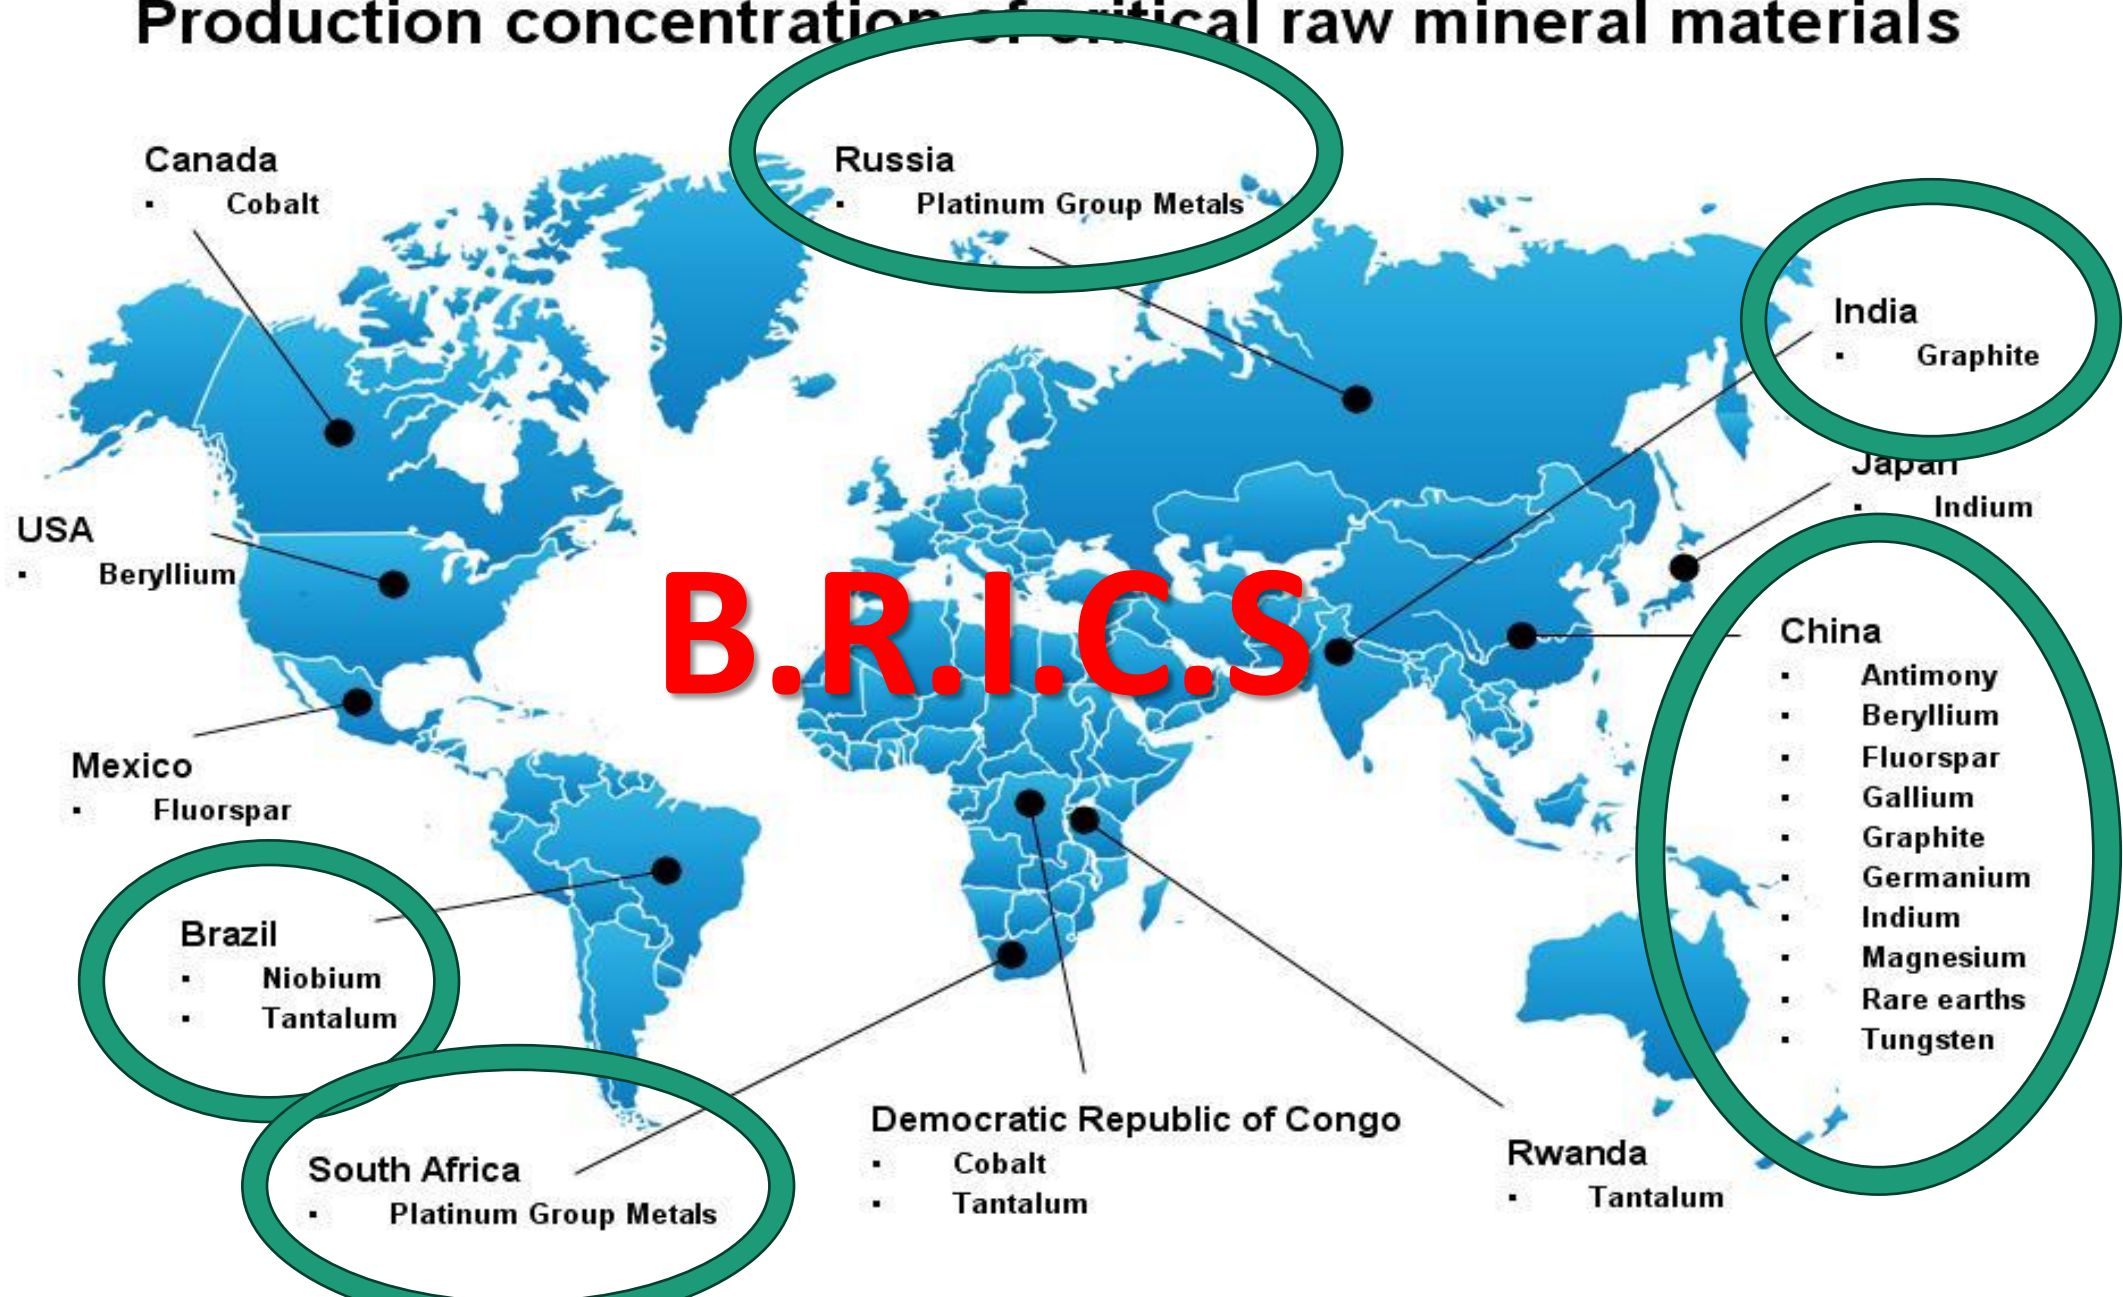 Production concentration of critical raw mineral materials
Canada
▪ Cobalt
Russia
▪ Platinum Group Metals
India
▪ Graphite
Japan
▪ Indium
USA
▪ Beryllium
B.R.I.C.S
China
▪ Antimony
▪ Beryllium
▪ Fluorspar
▪ Gallium
▪ Graphite
▪ Germanium
▪ Indium
▪ Magnesium
▪ Rare earths
▪ Tungsten
Mexico
▪ Fluorspar
Brazil
▪ Niobium
▪ Tantalum
South Africa
▪ Platinum Group Metals
Democratic Republic of Congo
▪ Cobalt
▪ Tantalum
Rwanda
▪ Tantalum